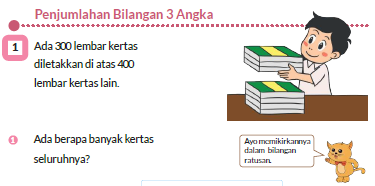 Penjumlahan Bilangan 3 Angka
1 Ada 300 lembar kertas
diletakkan di atas 400
lembar kertas lain.
1 Ada berapa banyak kertas
seluruhnya?
Ayo memikirkannya
dalam bilangan
ratusan.